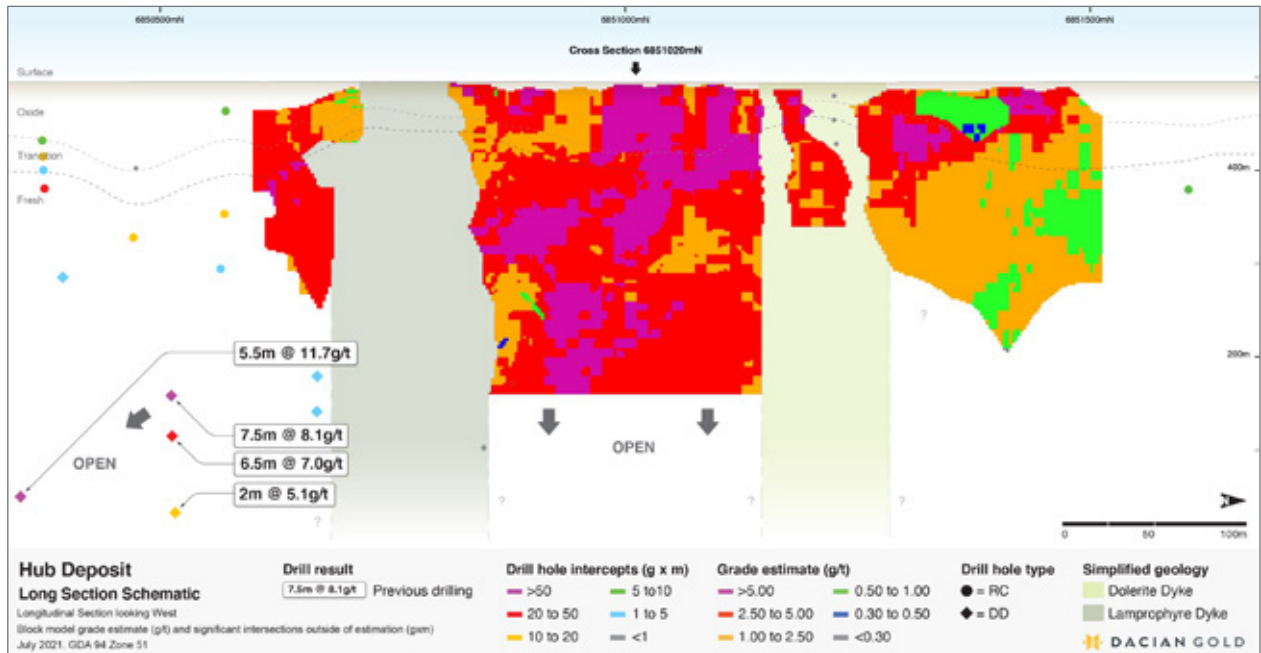 6850500mN
6851000mN
6851500mN
Cross Section 6851020mN
Surface
Oxide
Transition
Fresh
400m
200m
5.5m @ 11.7g/t
7.5m @ 8.1g/t
6.5m @ 7.0g/t
2m @ 5.1g/t
OPEN
OPEN
?
?
?
?
?
0 50 100m
Hub Deposit
Long Section Schematic
Longitudinal Section looking West
Block model grade estimate (g/t) and significant intersections outside of estimation (gxm)
July 2021. GDA 94 Zone 51
Drill result
7.5m @ 8.1g/t Previous drilling
Drill hole intercepts (g x m)
>50
20 to 50
10 to 20
5 to10
1 to 5
<1
Grade estimate (g/t)
>5.00
2.50 to 5.00
1.00 to 2.50
0.50 to 1.00
0.30 to 0.50
<0.30
Drill hole type
= RC
= DD
Simplified geology
Dolerite Dyke
Lamprophyre Dyke
DACIAN GOLD